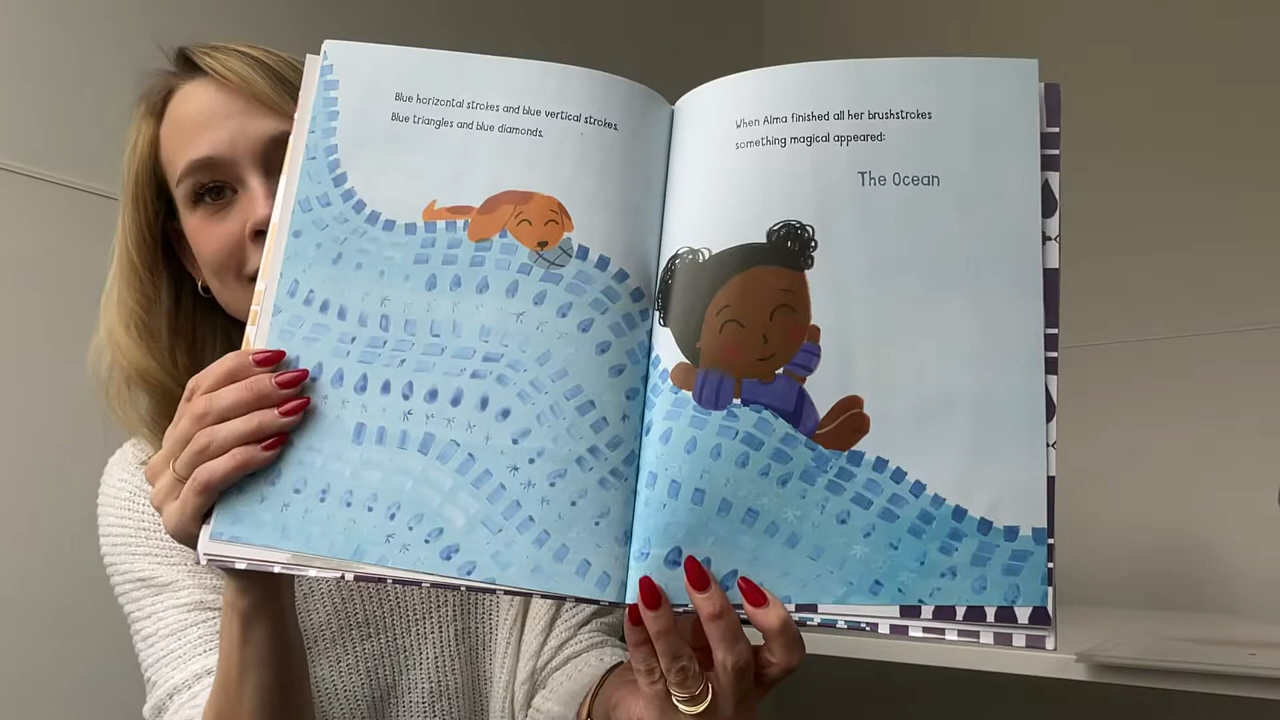 Blue horizontal strokes and blue vertical strokes.
Blue triangles and blue diamonds.
When Alma finished all her brushstrokes
something magical appeared:
The Ocean